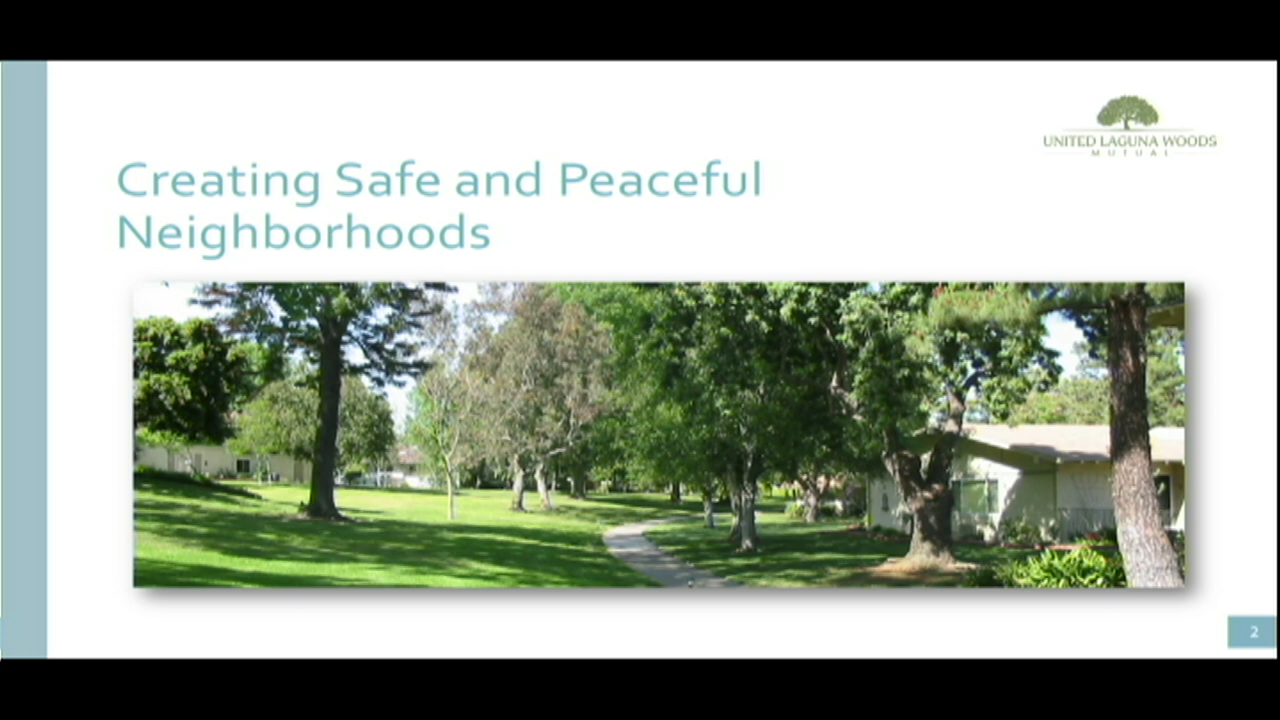 UNITED LAGUNA WOODS
MUTUAL
Creating Safe and Peaceful
Neighborhoods
2